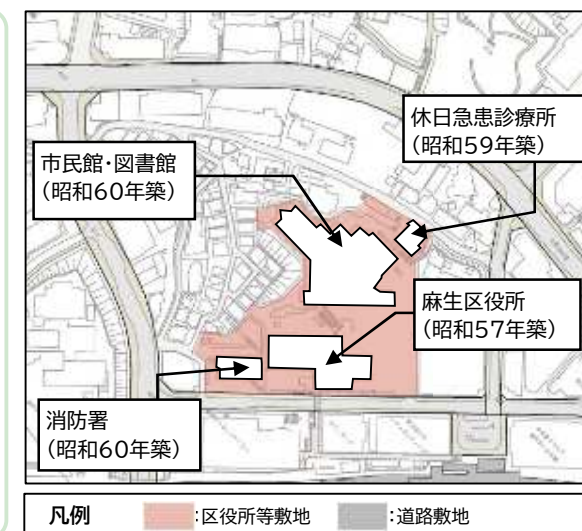 休日急患診療所
(昭和59年築)
市民館・図書館
(昭和60年築)
麻生区役所
(昭和57年築)
消防署
(昭和60年築)
凡例
:区役所等敷地
:道路敷地